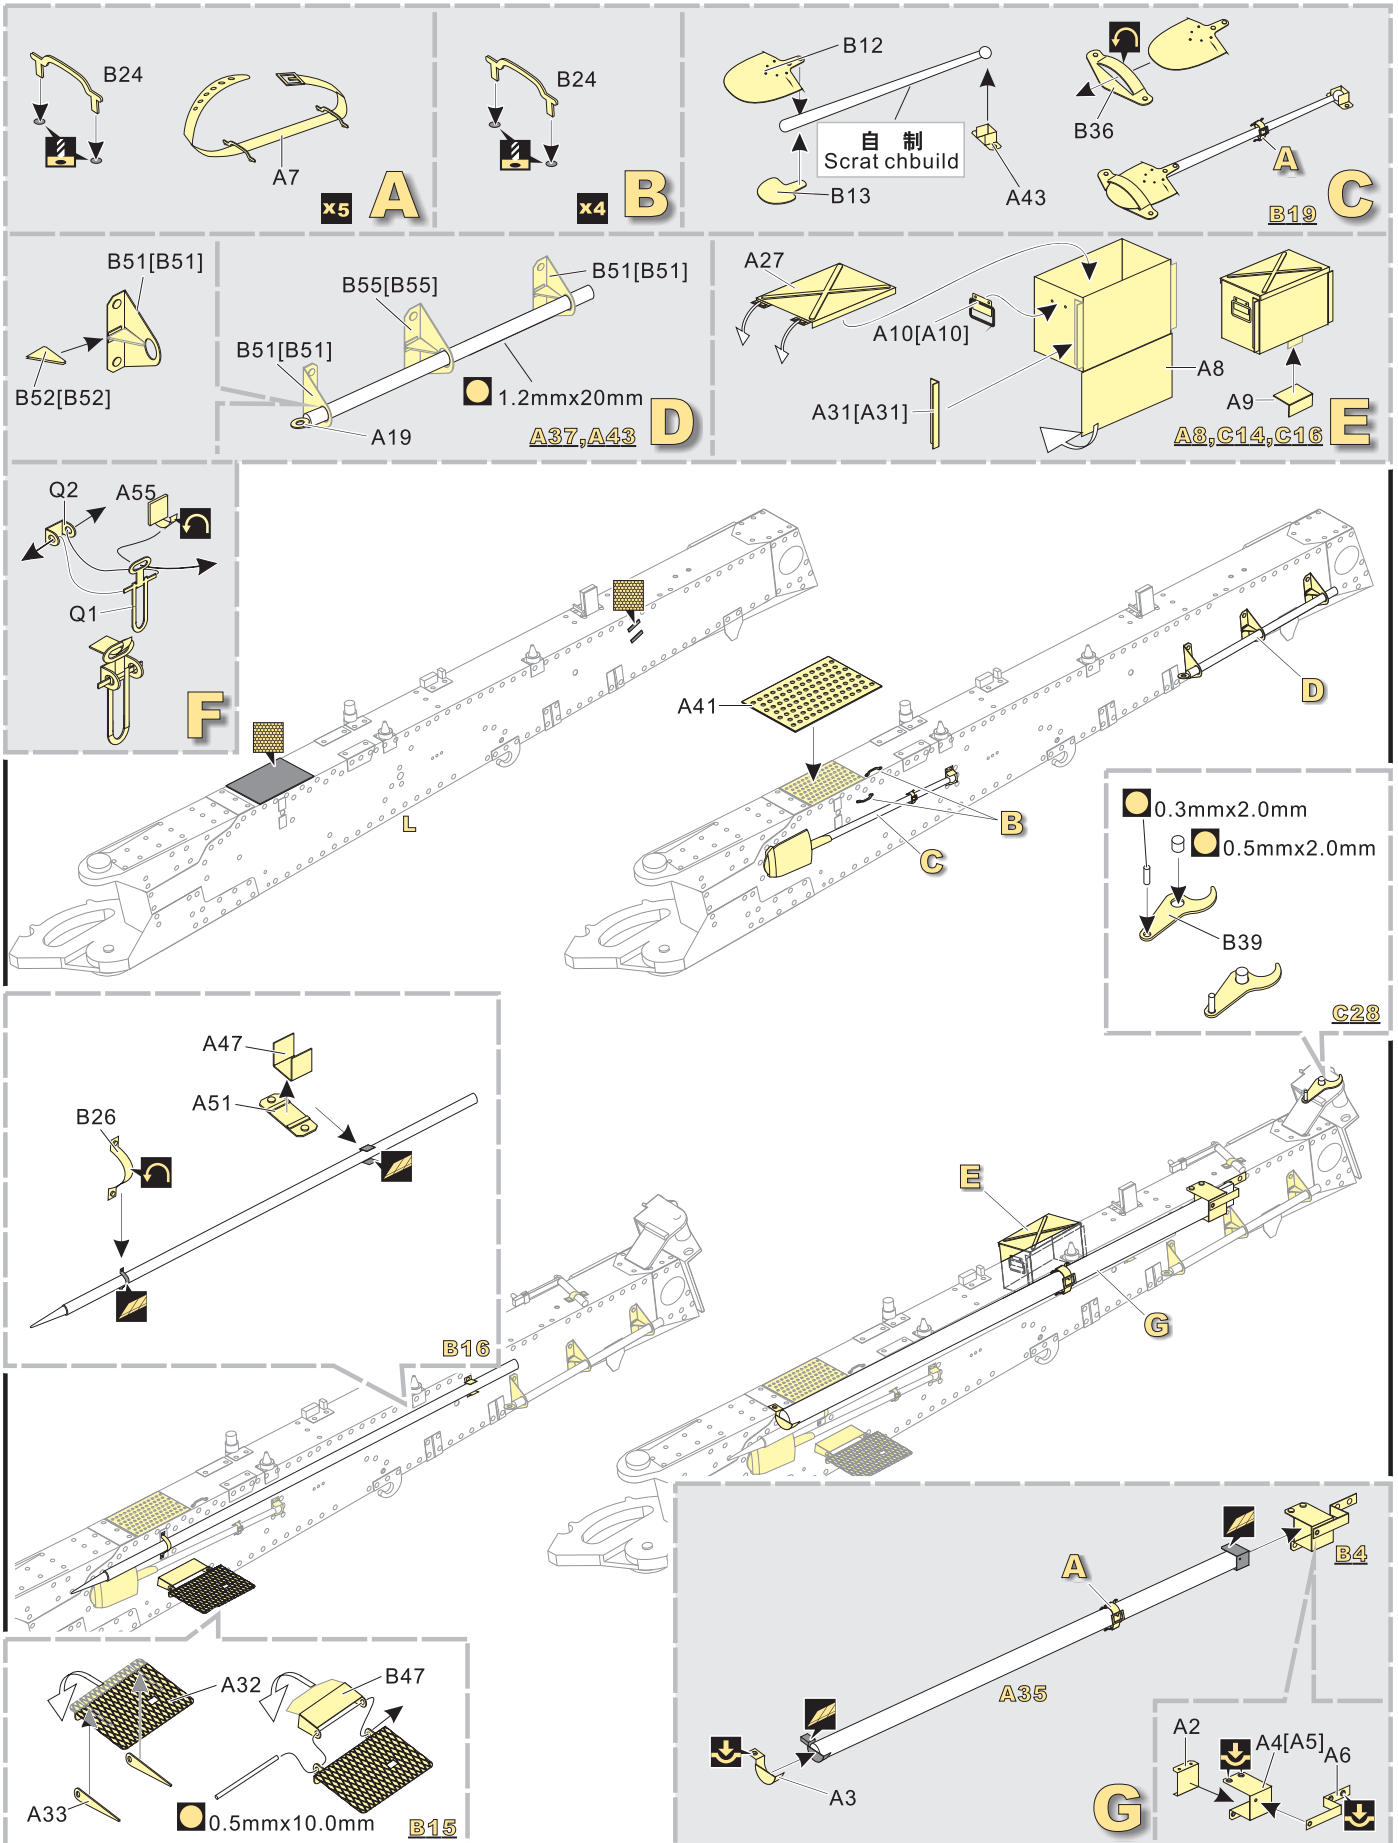 B24
A7
x5
A
B24
x4
B
B12
自 制
Scrat chbuild
B13
A43
B36
A
B19
C
B51[B51]
B52[B52]
B51[B51]
B55[B55]
B51[B51]
1.2mmx20mm
A19
A37,A43
D
A27
A10[A10]
A31[A31]
A8
A9
A8,C14,C16
E
Q2
A55
Q1
F
L
A41
B
C
D
0.3mmx2.0mm
0.5mmx2.0mm
B39
C28
A47
A51
B26
B16
E
G
A32
B47
A33
0.5mmx10.0mm
B15
A
B4
A35
A3
A2
A4[A5]
A6
G